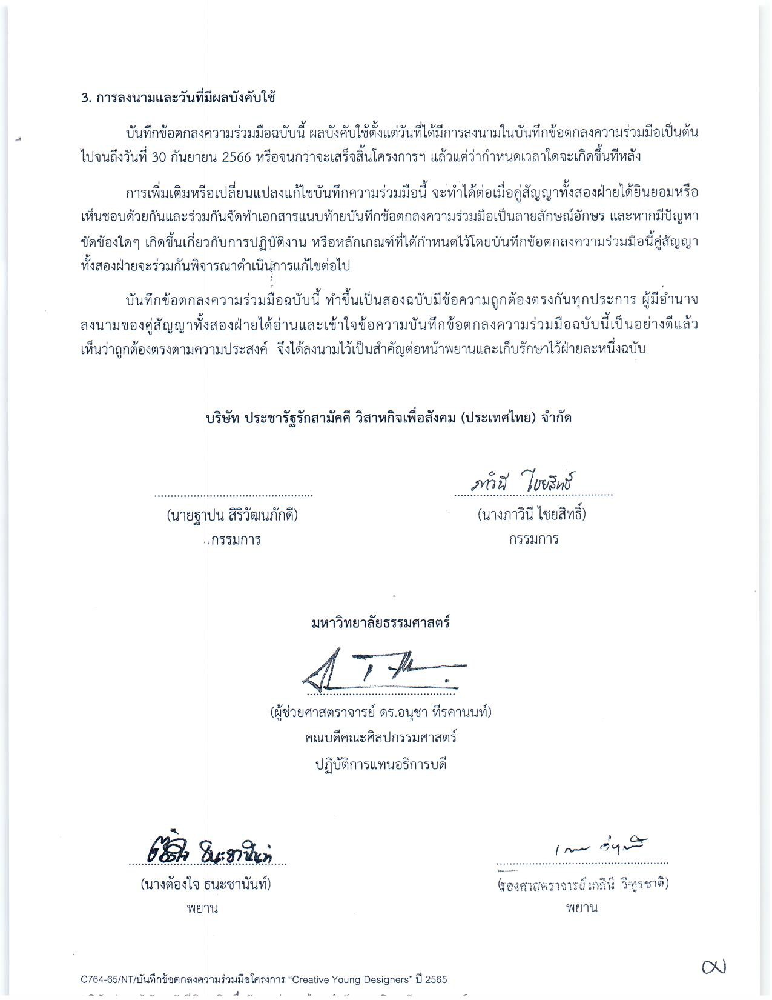 3. การลงนามและวันที่มีผลบังคับใช้
บันทึกข้อตกลงความร่วมมือฉบับนี้ ผลบังคับใช้ตั้งแต่วันที่ได้มีการลงนามในบันทึกข้อตกลงความร่วมมือเป็นต้น
ไปจนถึงวันที่ 30 กันยายน 2566 หรือจนกว่าจะเสร็จสิ้นโครงการฯ แล้วแต่ว่ากำหนดเวลาใดจะเกิดขึ้นทีหลัง
การเพิ่มเติมหรือเปลี่ยนแปลงแก้ไขบันทึกความร่วมมือนี้ จะทำได้ต่อเมื่อคู่สัญญาทั้งสองฝ่ายได้ยินยอมหรือ
เห็นชอบด้วยกันและร่วมกันจัดทำเอกสารแนบท้ายบันทึกข้อตกลงความร่วมมือเป็นลายลักษณ์อักษร และหากมีปัญหา
ขัดข้องใดๆ เกิดขึ้นเกี่ยวกับการปฏิบัติงาน หรือหลักเกณฑ์ที่ได้กำหนดไว้โดยบันทึกข้อตกลงความร่วมมือนี้คู่สัญญา
ทั้งสองฝ่ายจะร่วมกันพิจารณาดำเนินการแก้ไขต่อไป
บันทึกข้อตกลงความร่วมมือฉบับนี้ ทำขึ้นเป็นสองฉบับมีข้อความถูกต้องตรงกันทุกประการ ผู้มีอำนาจ
ลงนามของคู่สัญญาทั้งสองฝ่ายได้อ่านและเข้าใจข้อความบันทึกข้อตกลงความร่วมมือฉบับนี้เป็นอย่างดีแล้ว
เห็นว่าถูกต้องตรงตามความประสงค์ จึงได้ลงนามไว้เป็นสำคัญต่อหน้าพยานและเก็บรักษาไว้ฝ่ายละหนึ่งฉบับ
บริษัท ประชารัฐรักสามัคคี วิสาหกิจเพื่อสังคม (ประเทศไทย) จำกัด
ภาวินี ไชยสิทธิ์
(นายฐาปน สิริวัฒนภักดี) (นางภาวินี ไชยสิทธิ์)
กรรมการ กรรมการ
มหาวิทยาลัยธรรมศาสตร์
(ผู้ช่วยศาสตราจารย์ ดร.อนุชา ทีรคานนท์)
คณบดีคณะศิลปกรรมศาสตร์
ปฏิบัติการแทนอธิการบดี
ต้องใจ ธนะชานันท์
(นางต้องใจ ธนะชานันท์) (รองศาสตราจารย์เกศินี วิฑูรชาติ)
พยาน พยาน
C764-65/NT/บันทึกข้อตกลงความร่วมมือโครงการ “Creative Young Designers” ปี 2565